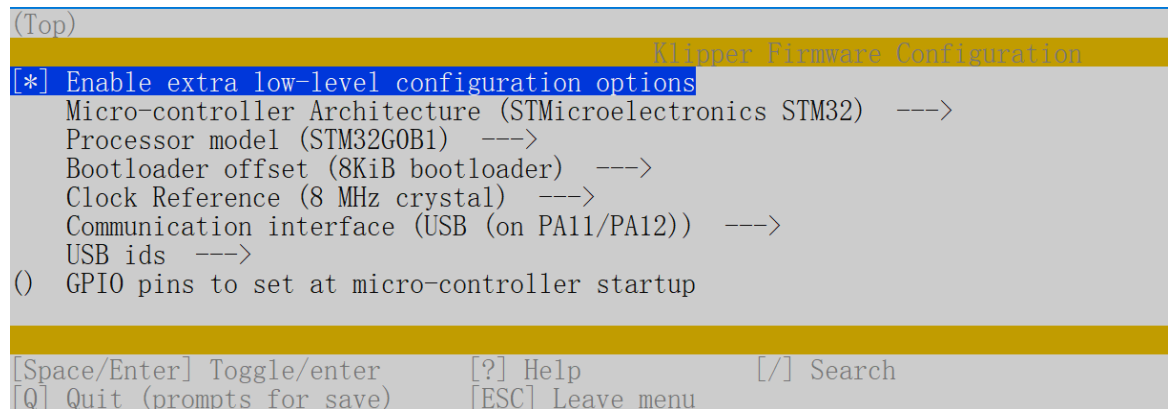 (Top)
Klipper Firmware Configuration
[*] Enable extra low-level configuration options
Micro-controller Architecture (STMicroelectronics STM32) --->
Processor model (STM32G0B1) --->
Bootloader offset (8KiB bootloader) --->
Clock Reference (8 MHz crystal) --->
Communication interface (USB (on PA11/PA12)) --->
USB ids --->
() GPIO pins to set at micro-controller startup
[Space/Enter] Toggle/enter [?] Help [/] Search
[Q] Quit (prompts for save) [ESC] Leave menu